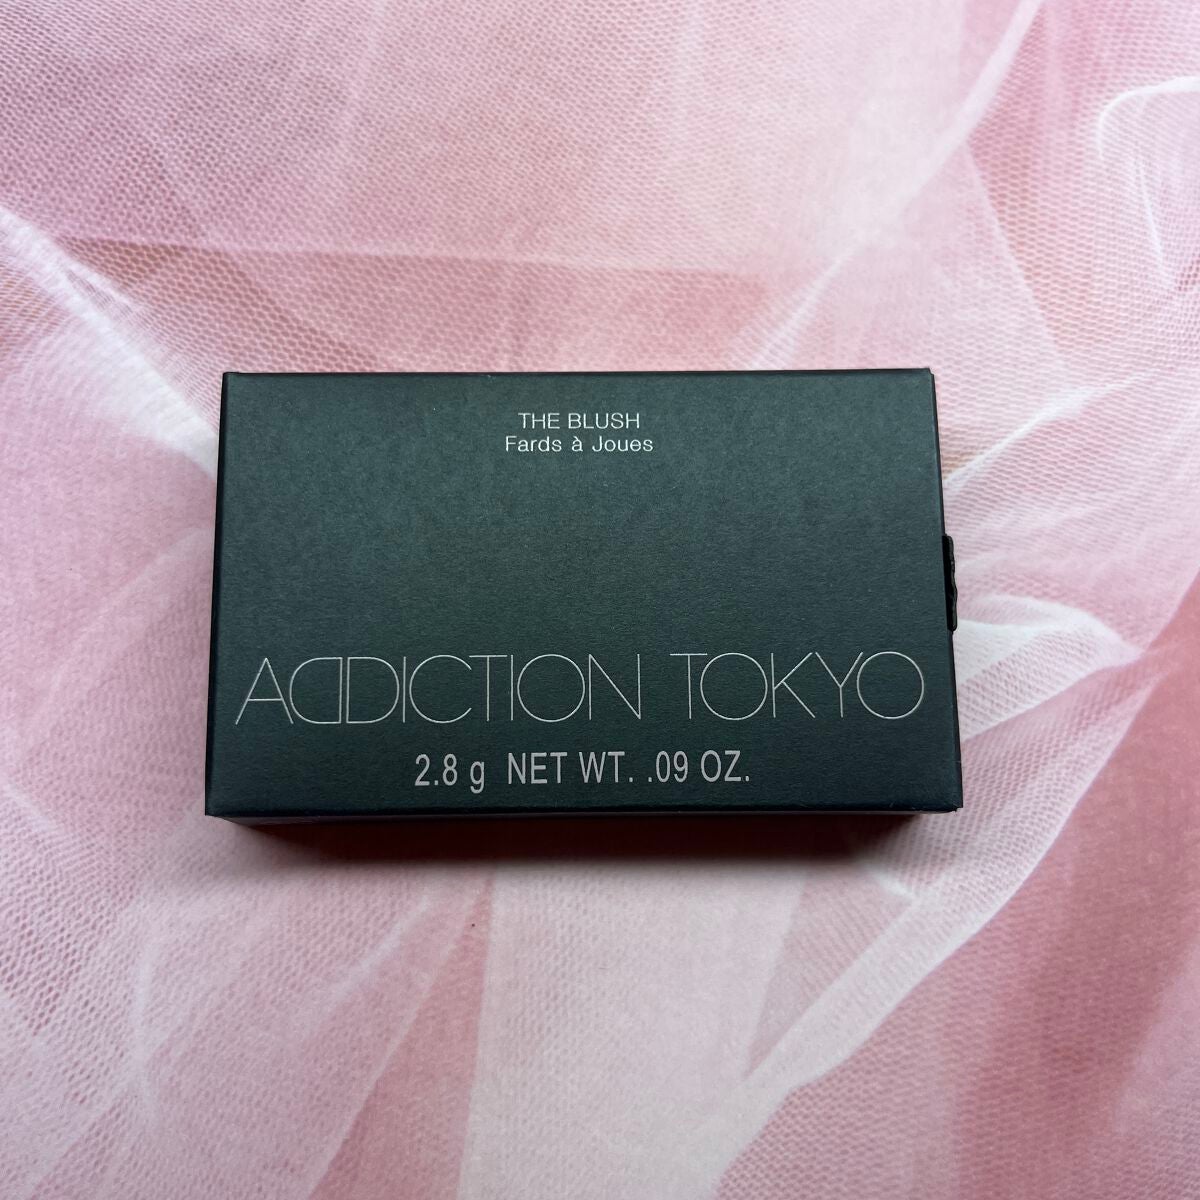 THE BLUSH
Fards à Joues
ADDICTION TOKYO
2.8 g NET WT. .09 OZ.